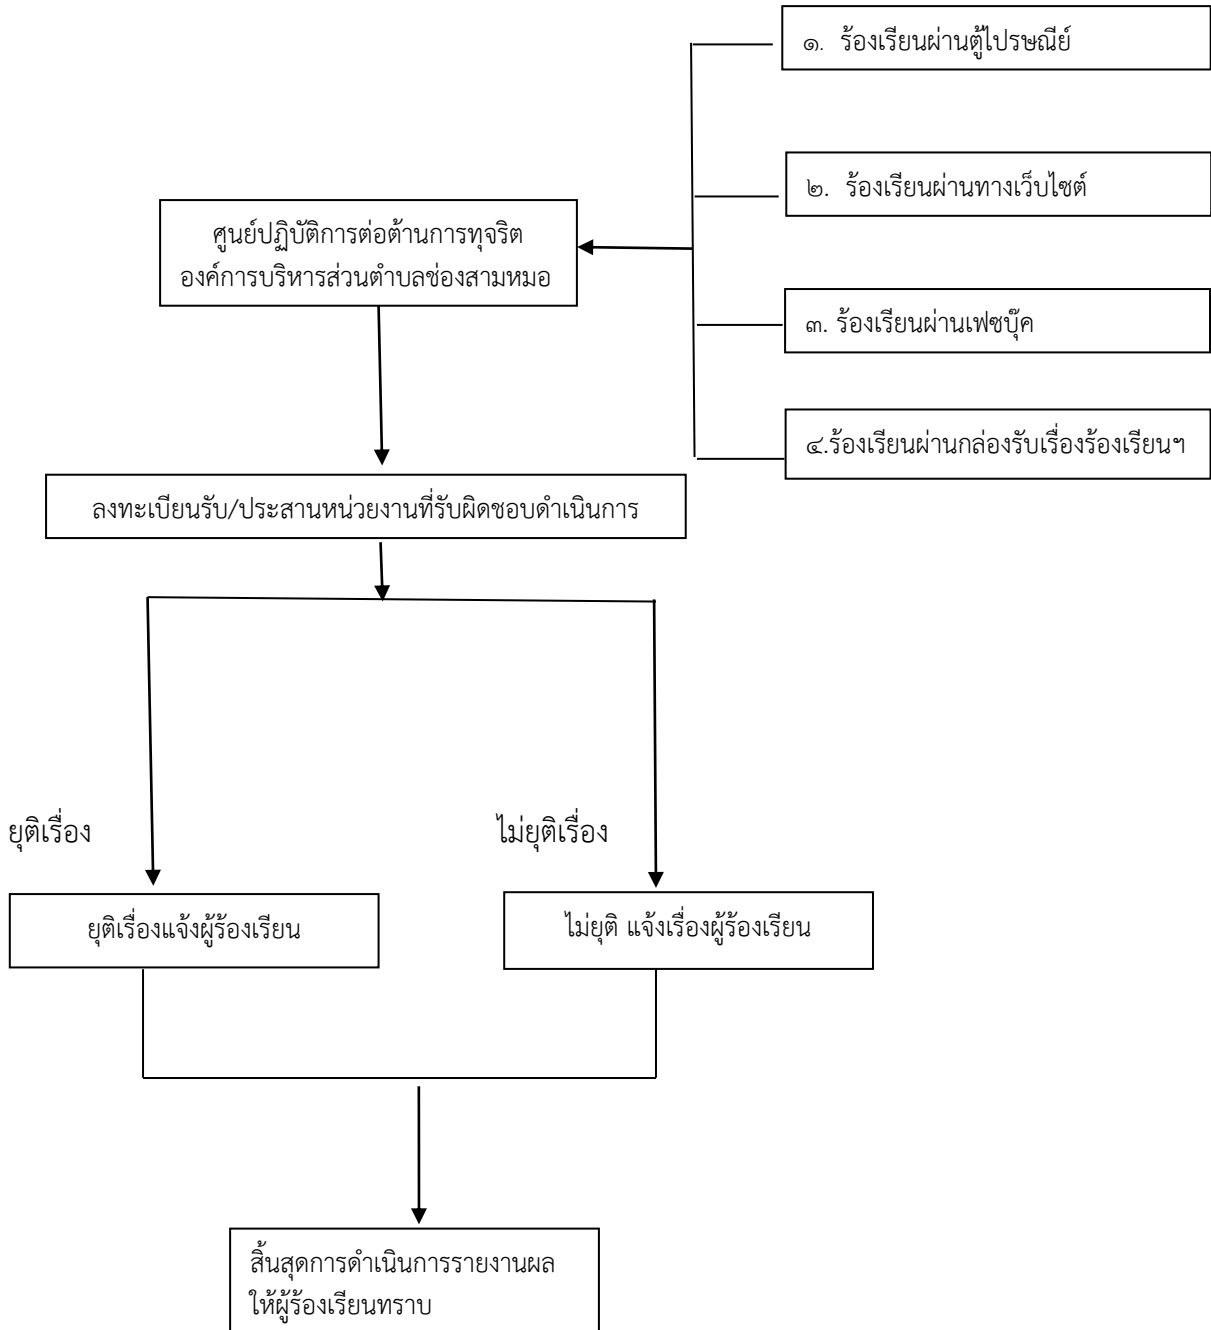 ๑. ร้องเรียนผ่านตู้ไปรษณีย์
๒. ร้องเรียนผ่านทางเว็บไซต์
ศูนย์ปฏิบัติการต่อต้านการทุจริต
องค์การบริหารส่วนตำบลช่องสามหมอ
๓. ร้องเรียนผ่านเฟซบุ๊ค
๔.ร้องเรียนผ่านกล่องรับเรื่องร้องเรียนฯ
ลงทะเบียนรับ/ประสานหน่วยงานที่รับผิดชอบดำเนินการ
ยุติเรื่อง
ไม่ยุติเรื่อง
ยุติเรื่องแจ้งผู้ร้องเรียน
ไม่ยุติ แจ้งเรื่องผู้ร้องเรียน
สิ้นสุดการดำเนินการรายงานผล
ให้ผู้ร้องเรียนทราบ